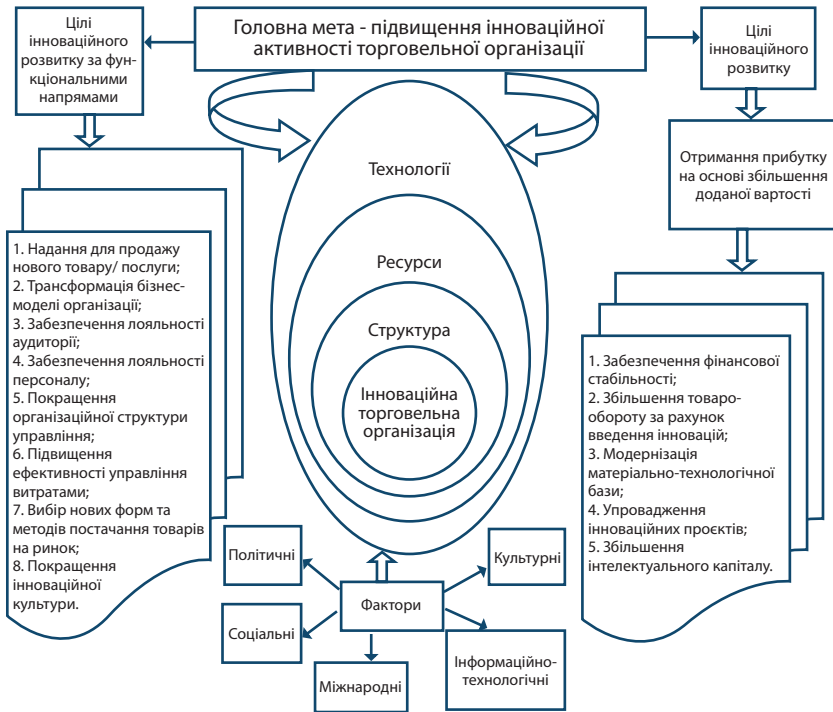 Цілі
інноваційного
розвитку за фун-
кціональними
напрямами
Головна мета - підвищення інноваційної
активності торговельної організації
Цілі
інноваційного
розвитку
Отримання прибутку
на основі збільшення
доданої вартості
Технології
Ресурси
Структура
Інноваційна
торговельна
організація
1. Надання для продажу
нового товару/ послуги;
2. Трансформація бізнес-
моделі організації;
3. Забезпечення лояльності
аудиторії;
4. Забезпечення лояльності
персоналу;
5. Покращення
організаційної структури
управління;
6. Підвищення
ефективності управління
витратами;
7. Вибір нових форм та
методів постачання товарів
на ринок;
8. Покращення
інноваційної
культури.
1. Забезпечення фінансової
стабільності;
2. Збільшення товаро-
обороту за рахунок
введення інновацій;
3. Модернізація
матеріально-технологічної
бази;
4. Упровадження
інноваційних проєктів;
5. Збільшення
інтелектуального капіталу.
Політичні
Культурні
Фактори
Соціальні
Міжнародні
Інформаційно-
технологічні